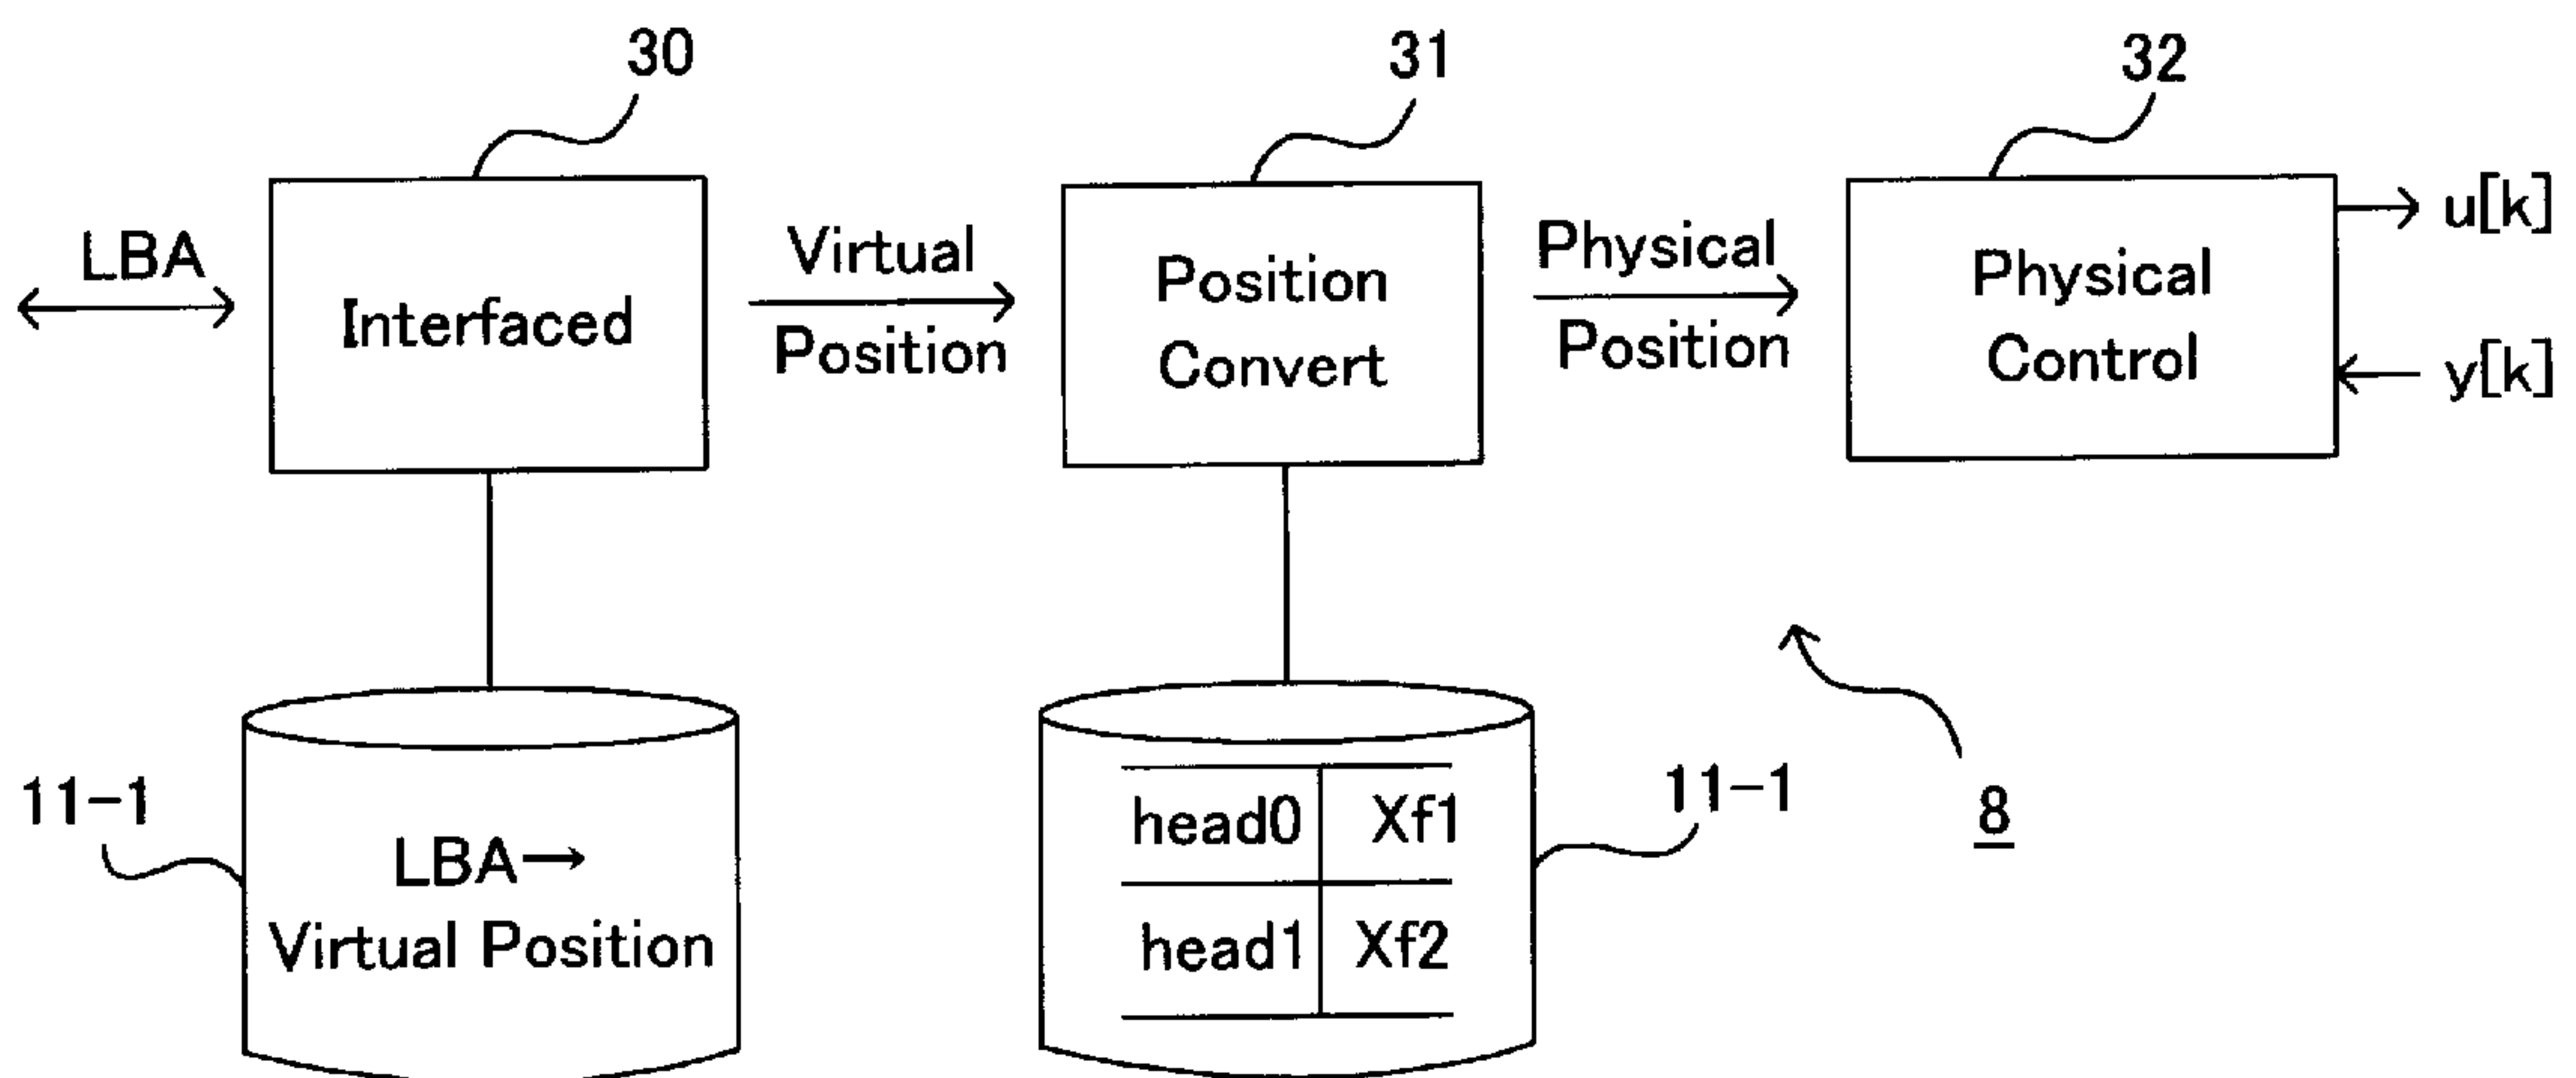 30
31
32
LBA
Interfaced
Virtual
Position
Position
Convert
Physical
Position
Physical
Control
u[k]
y[k]
11-1
LBA→
Virtual Position
head0 Xf1
head1 Xf2
11-1
8